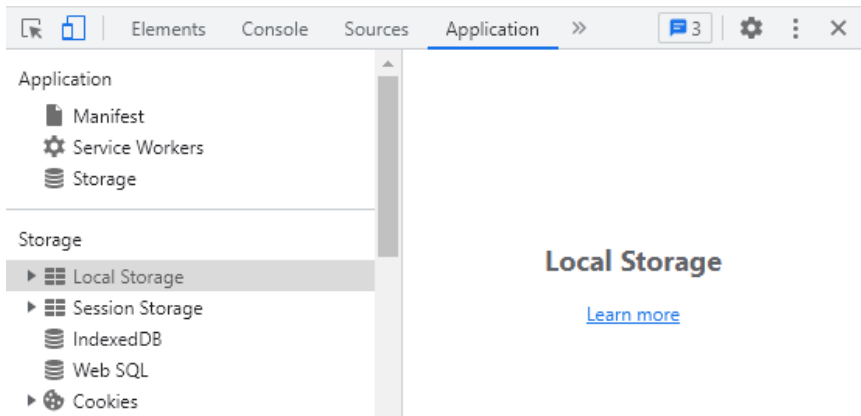 Elements Console Sources Application 3
Application
Manifest
Service Workers
Storage
Storage
Local Storage
Session Storage
IndexedDB
Web SQL
Cookies
Local Storage
Learn more